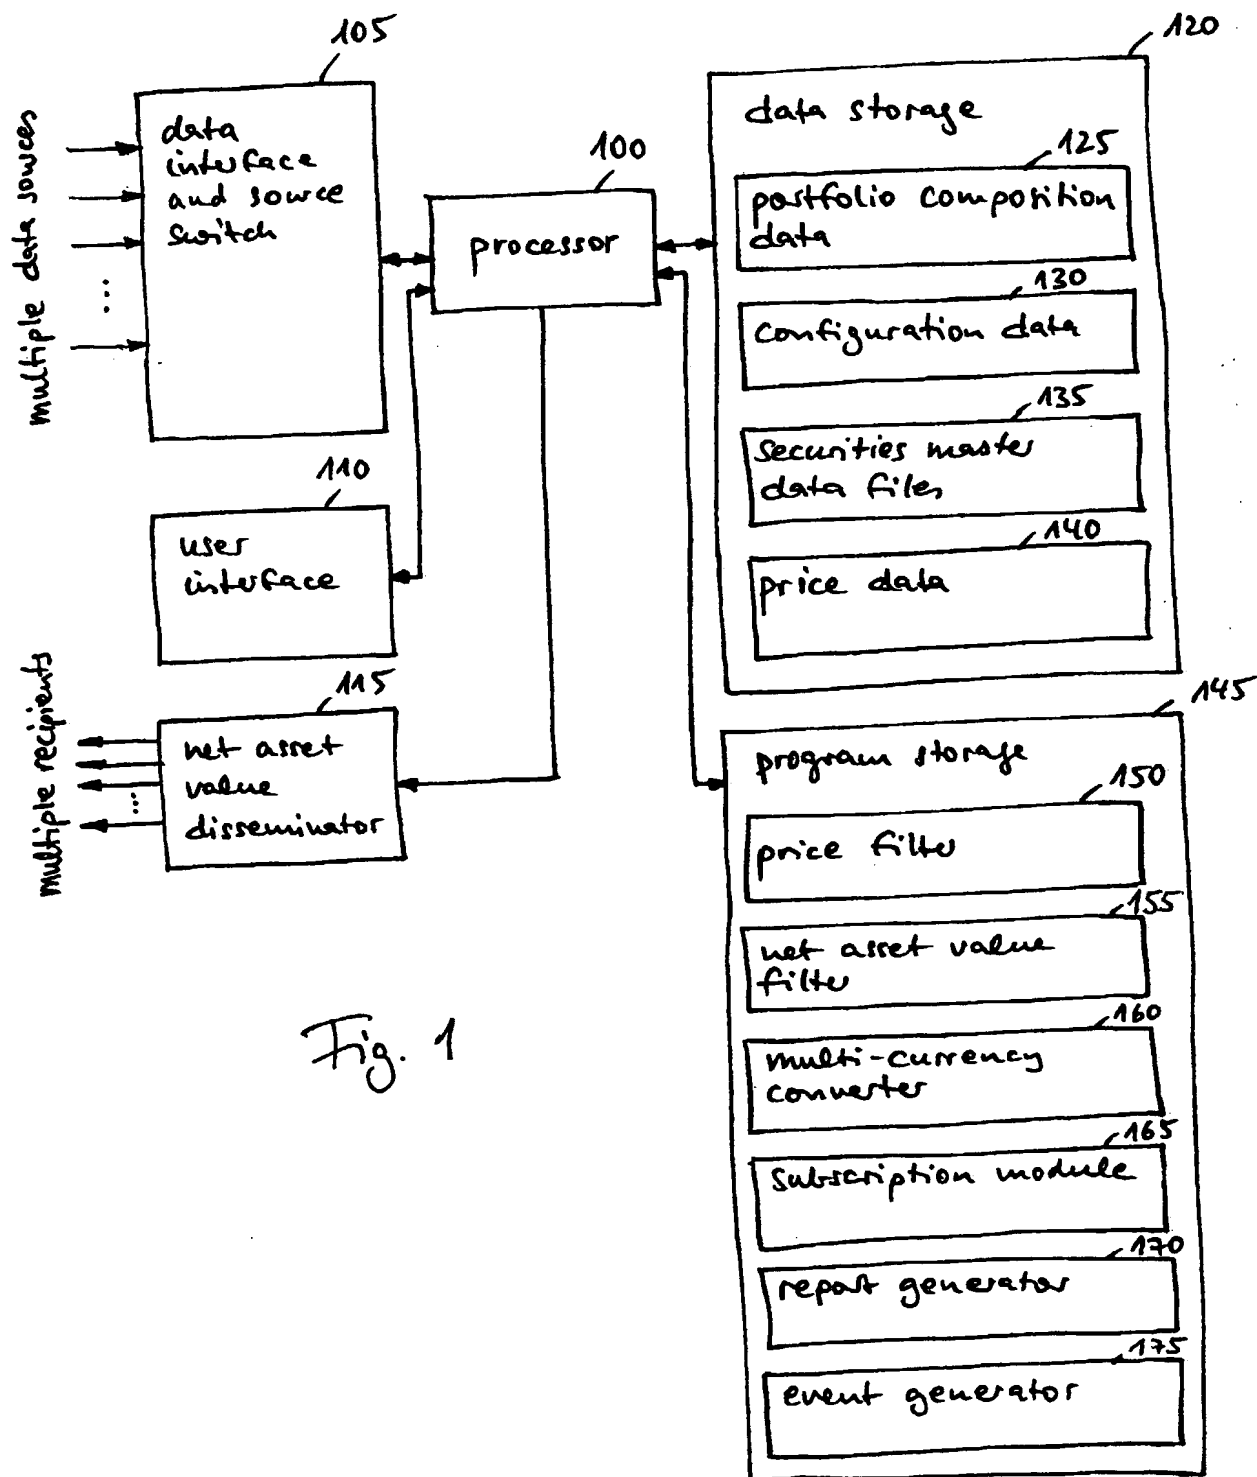 105
multiple data sources
data
interface
and source
switch
...
100
processor
110
user
interface
115
multiple recipients
net asset
value
disseminator
...
120
data storage
125
portfolio composition
data
130
configuration data
135
securities master
data files
140
price data
145
program storage
150
price filter
155
net asset value
filter
160
multi-currency
converter
165
subscription module
170
report generator
175
event generator
Fig. 1